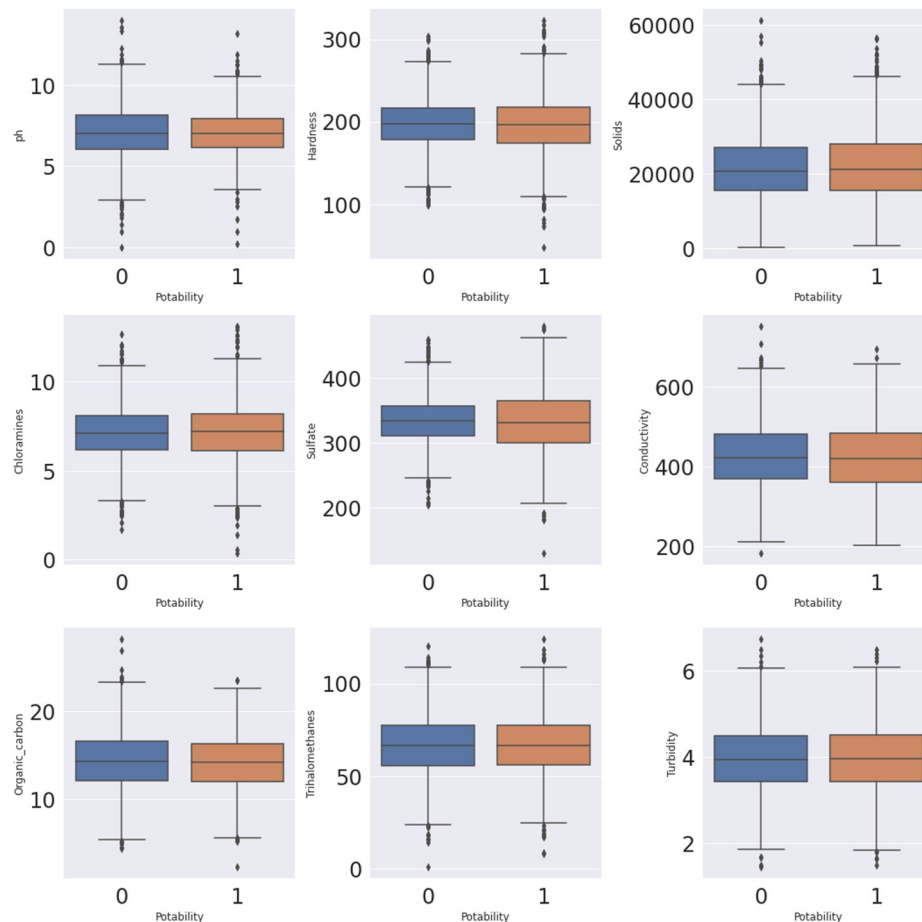 10
5
0
ph
0 1
Potability
300
200
100
Hardness
0 1
Potability
60000
40000
20000
0
Solids
0 1
Potability
10
5
0
Chloramines
0 1
Potability
400
300
200
Sulfate
0 1
Potability
600
400
200
Conductivity
0 1
Potability
20
10
Organic_carbon
0 1
Potability
100
50
0
Trihalomethanes
0 1
Potability
6
4
2
Turbidity
0 1
Potability